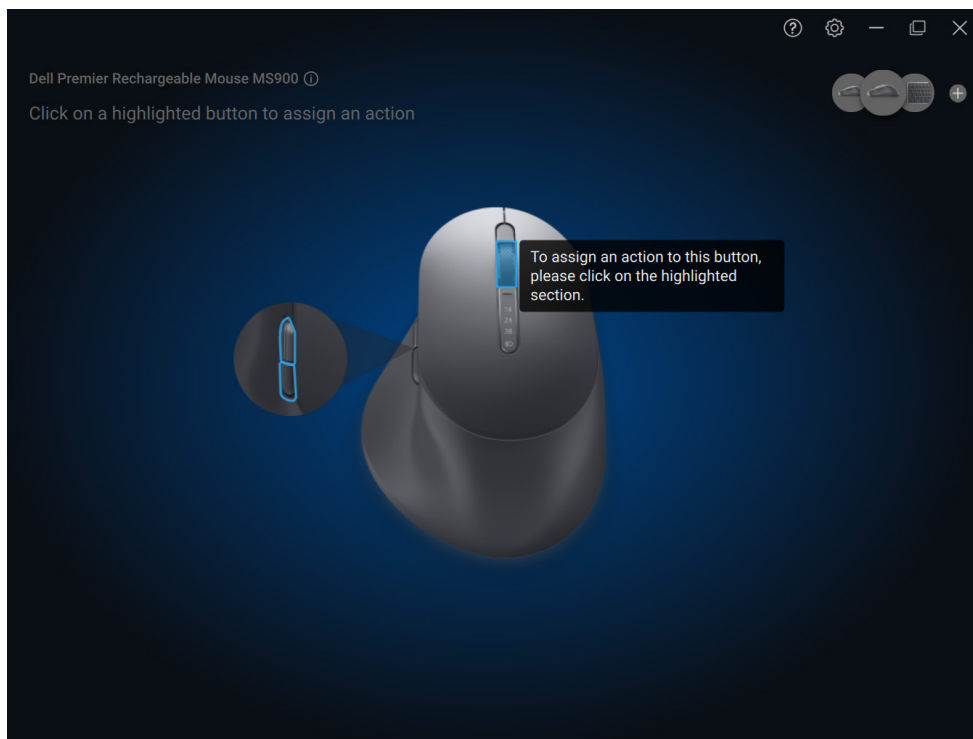 Dell Premier Rechargeable Mouse MS900
Click on a highlighted button to assign an action
To assign an action to this button,
please click on the highlighted
section.